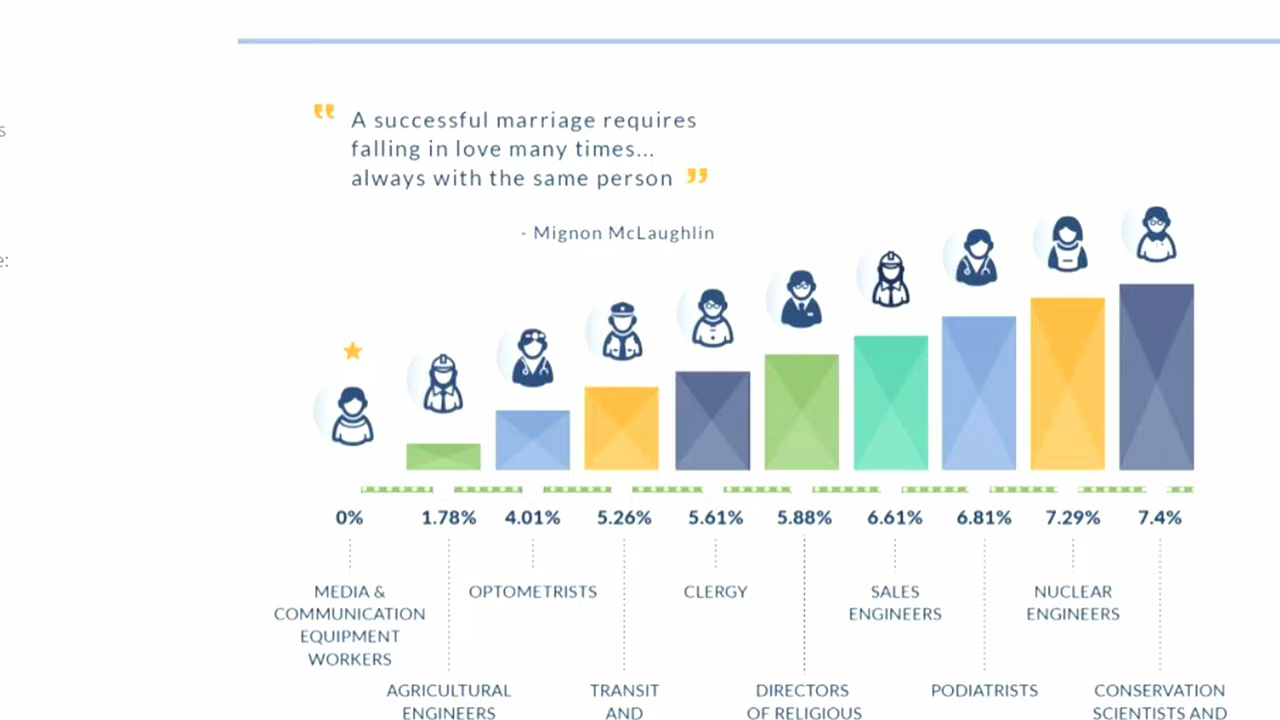 s
e:
“ A successful marriage requires
falling in love many times...
always with the same person ”
- Mignon McLaughlin
0% 1.78% 4.01% 5.26% 5.61% 5.88% 6.61% 6.81% 7.29% 7.4%
MEDIA &
COMMUNICATION
EQUIPMENT
WORKERS
AGRICULTURAL
ENGINEERS
OPTOMETRISTS
TRANSIT
AND
CLERGY
DIRECTORS
OF RELIGIOUS
SALES
ENGINEERS
PODIATRISTS
NUCLEAR
ENGINEERS
CONSERVATION
SCIENTISTS AND